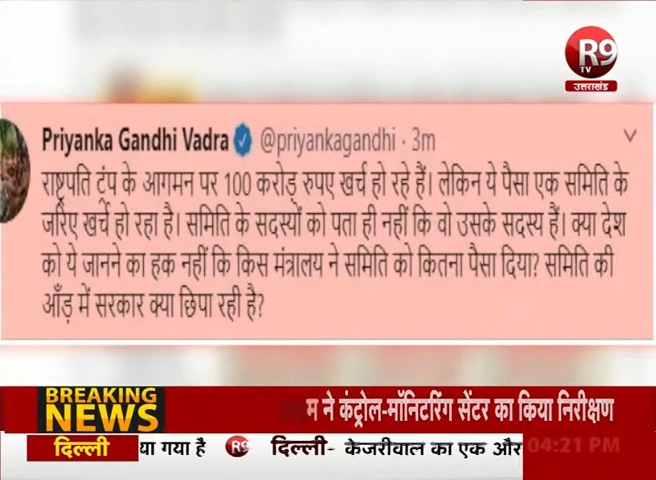 R9
TV
उत्तराखंड
Priyanka Gandhi Vadra @priyankagandhi · 3m
राष्ट्रपति ट्रंप के आगमन पर 100 करोड़ रुपए खर्च हो रहे हैं। लेकिन ये पैसा एक समिति के
जरिए खर्च हो रहा है। समिति के सदस्यों को पता ही नहीं कि वो उसके सदस्य हैं। क्या देश
को ये जानने का हक नहीं कि किस मंत्रालय ने समिति को कितना पैसा दिया? समिति की
आँड़ में सरकार क्या छिपा रही है?
BREAKING
NEWS
म ने कंट्रोल-मॉनिटरिंग सेंटर का किया निरीक्षण
दिल्ली या गया है R9 दिल्ली- केजरीवाल का एक और 04:21 PM